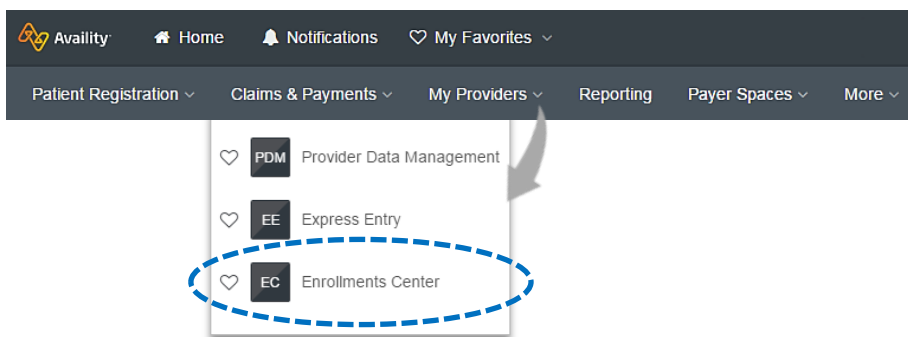 Availity Home Notifications My Favorites
Patient Registration Claims & Payments My Providers Reporting Payer Spaces More
PDM Provider Data Management
EE Express Entry
EC Enrollments Center